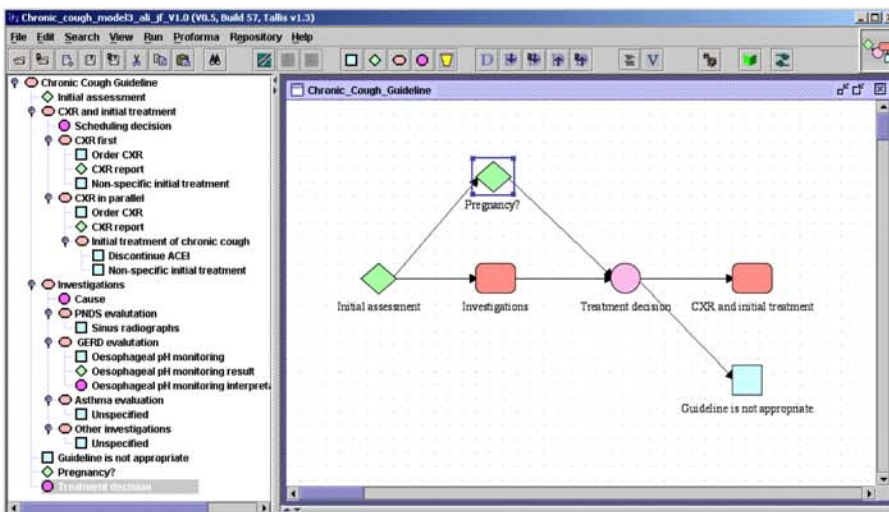 Chronic_cough_model3_ali_jf_V1.0 (V0.5, Build 57, Tallis v1.3)
File Edit Search View Run Proforma Repository Help
D V
Chronic Cough Guideline
Initial assessment
CXR and initial treatment
Scheduling decision
CXR first
Order CXR
CXR report
Non-specific initial treatment
CXR in parallel
Order CXR
CXR report
Initial treatment of chronic cough
Discontinue ACEI
Non-specific initial treatment
Investigations
Cause
PNDS evalutation
Sinus radiographs
GERD evalutation
Oesophageal pH monitoring
Oesophageal pH monitoring result
Oesophageal pH monitoring interpreta
Asthma evaluation
Unspecified
Other investigations
Unspecified
Guideline is not appropriate
Pregnancy?
Treatment decision
Chronic_Cough_Guideline
Pregnancy?
Initial assessment
Investigations
Treatment decision
CXR and initial treatment
Guideline is not appropriate